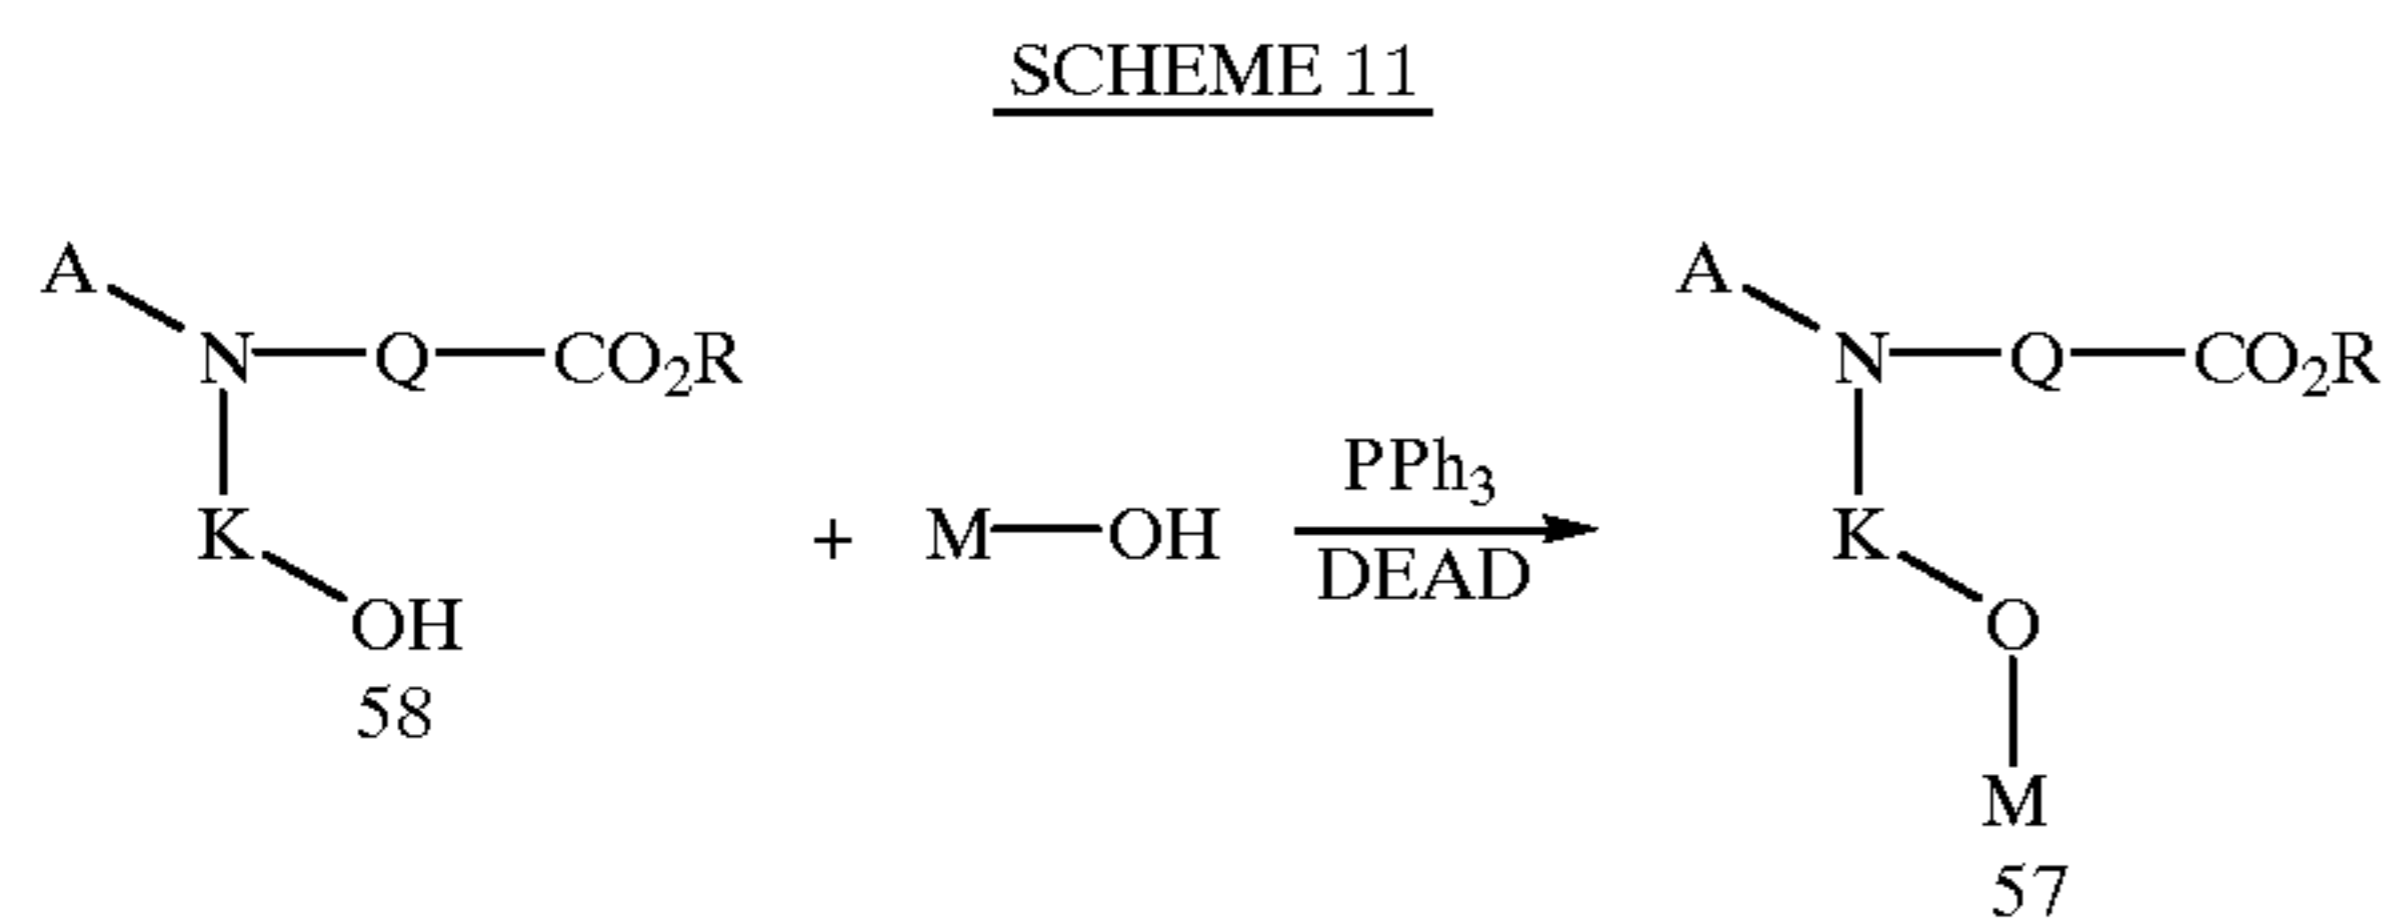 SCHEME 11
A A
N Q CO2R N Q CO2R
PPh3
K + M OH K
DEAD
OH O
58
M
57